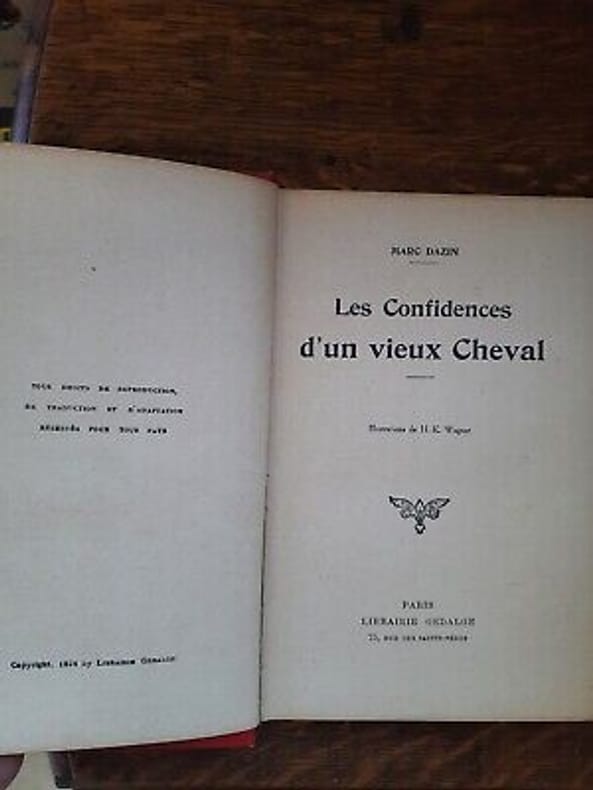 TOUS DROITS DE REPRODUCTION,
DE TRADUCTION ET D'ADAPTATION
RÉSERVÉS POUR TOUS PAYS
Copyright, by LIBRAIRIE GEDALGE
MARC DAZIN
Les Confidences
d'un vieux Cheval
Illustrations de H.-K. Wagner
PARIS
LIBRAIRIE GEDALGE
75, RUE DES SAINTS-PÈRES